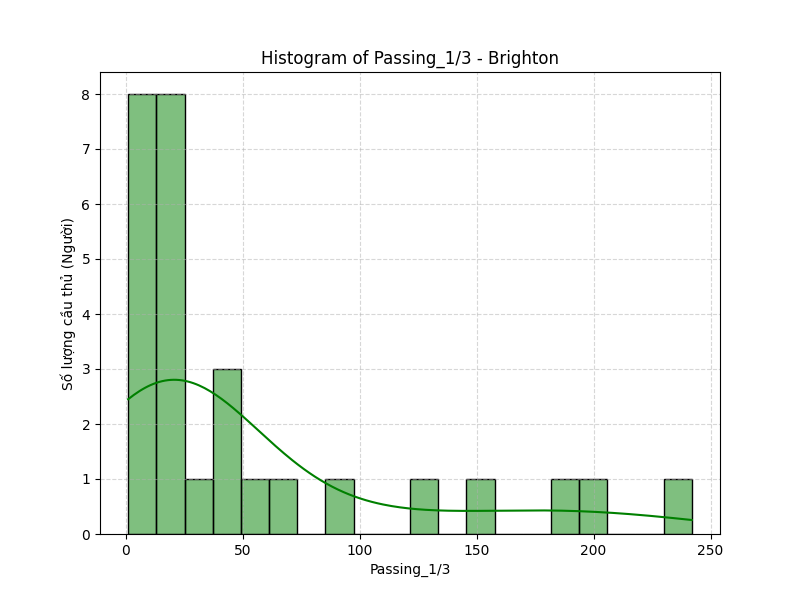 Histogram of Passing_1/3 - Brighton
Số lượng cầu thủ (Người)
8
7
6
5
4
3
2
1
0
0 50 100 150 200 250
Passing_1/3